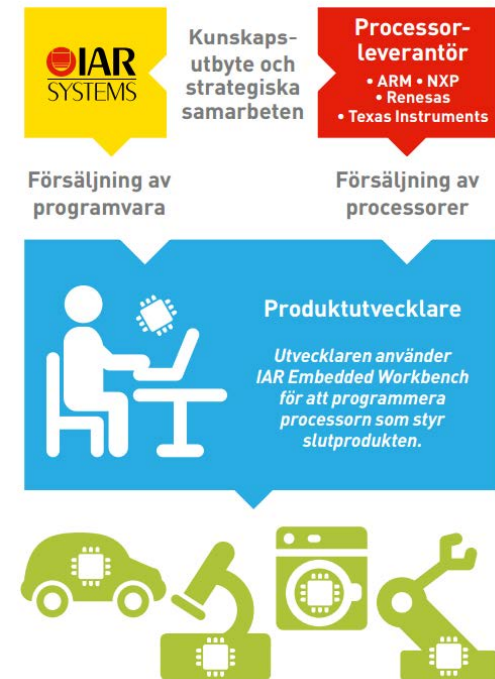 IAR
SYSTEMS
Kunskaps-
utbyte och
strategiska
samarbeten
Processor-
leverantör
• ARM • NXP
• Renesas
• Texas Instruments
Försäljning av
programvara
Försäljning av
processorer
Produktutvecklare
Utvecklaren använder
IAR Embedded Workbench
för att programmera
processorn som styr
slutprodukten.